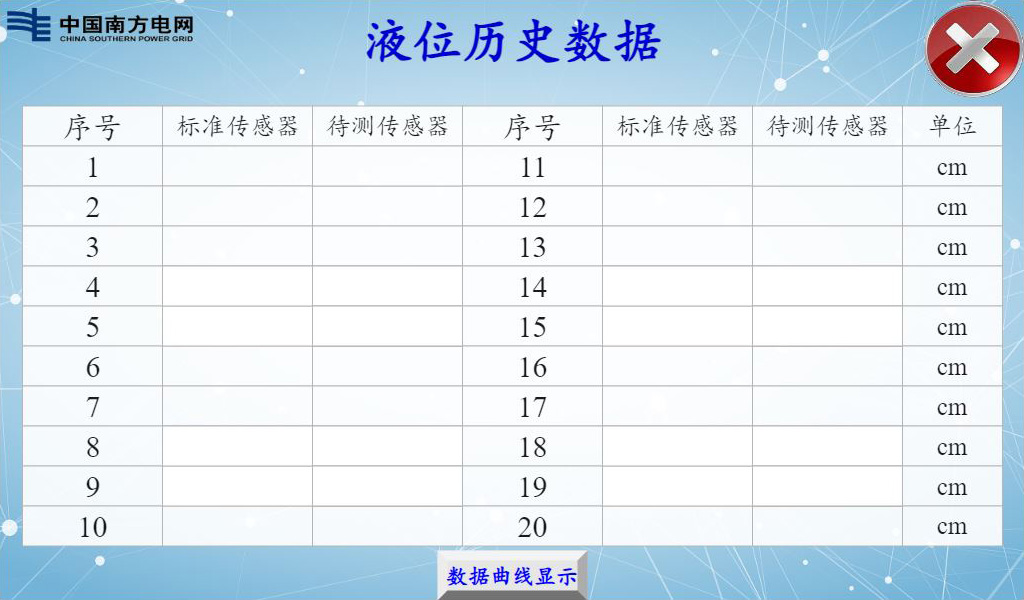 中国南方电网
CHINA SOUTHERN POWER GRID
液位历史数据
序号 标准传感器 待测传感器 序号 标准传感器 待测传感器 单位
1 11 cm
2 12 cm
3 13 cm
4 14 cm
5 15 cm
6 16 cm
7 17 cm
8 18 cm
9 19 cm
10 20 cm
数据曲线显示